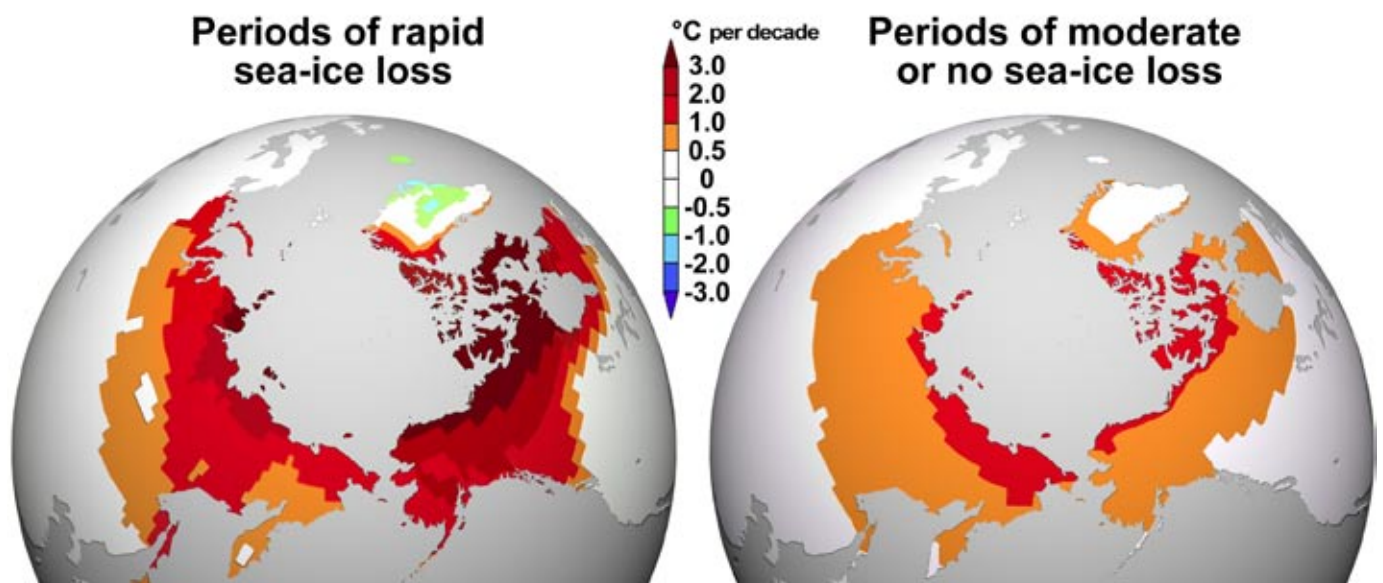 Periods of rapid
sea-ice loss
°C per decade
3.0
2.0
1.0
0.5
0
-0.5
-1.0
-2.0
-3.0
Periods of moderate
or no sea-ice loss